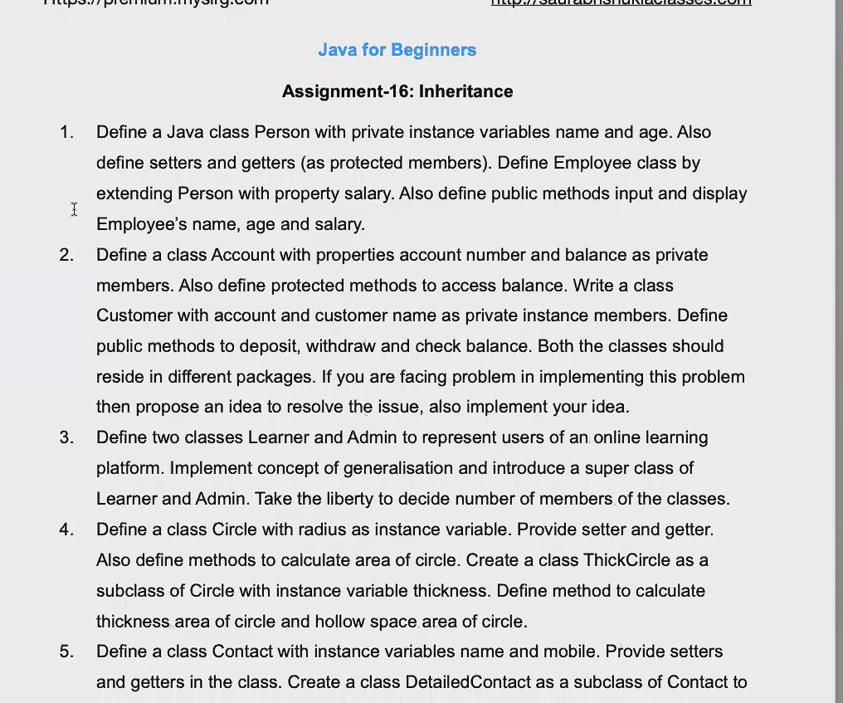 Https://premium.mysirg.com http://saurabhshuklaclasses.com
Java for Beginners
Assignment-16: Inheritance
1. Define a Java class Person with private instance variables name and age. Also
define setters and getters (as protected members). Define Employee class by
extending Person with property salary. Also define public methods input and display
Employee's name, age and salary.
2. Define a class Account with properties account number and balance as private
members. Also define protected methods to access balance. Write a class
Customer with account and customer name as private instance members. Define
public methods to deposit, withdraw and check balance. Both the classes should
reside in different packages. If you are facing problem in implementing this problem
then propose an idea to resolve the issue, also implement your idea.
3. Define two classes Learner and Admin to represent users of an online learning
platform. Implement concept of generalisation and introduce a super class of
Learner and Admin. Take the liberty to decide number of members of the classes.
4. Define a class Circle with radius as instance variable. Provide setter and getter.
Also define methods to calculate area of circle. Create a class ThickCircle as a
subclass of Circle with instance variable thickness. Define method to calculate
thickness area of circle and hollow space area of circle.
5. Define a class Contact with instance variables name and mobile. Provide setters
and getters in the class. Create a class DetailedContact as a subclass of Contact to